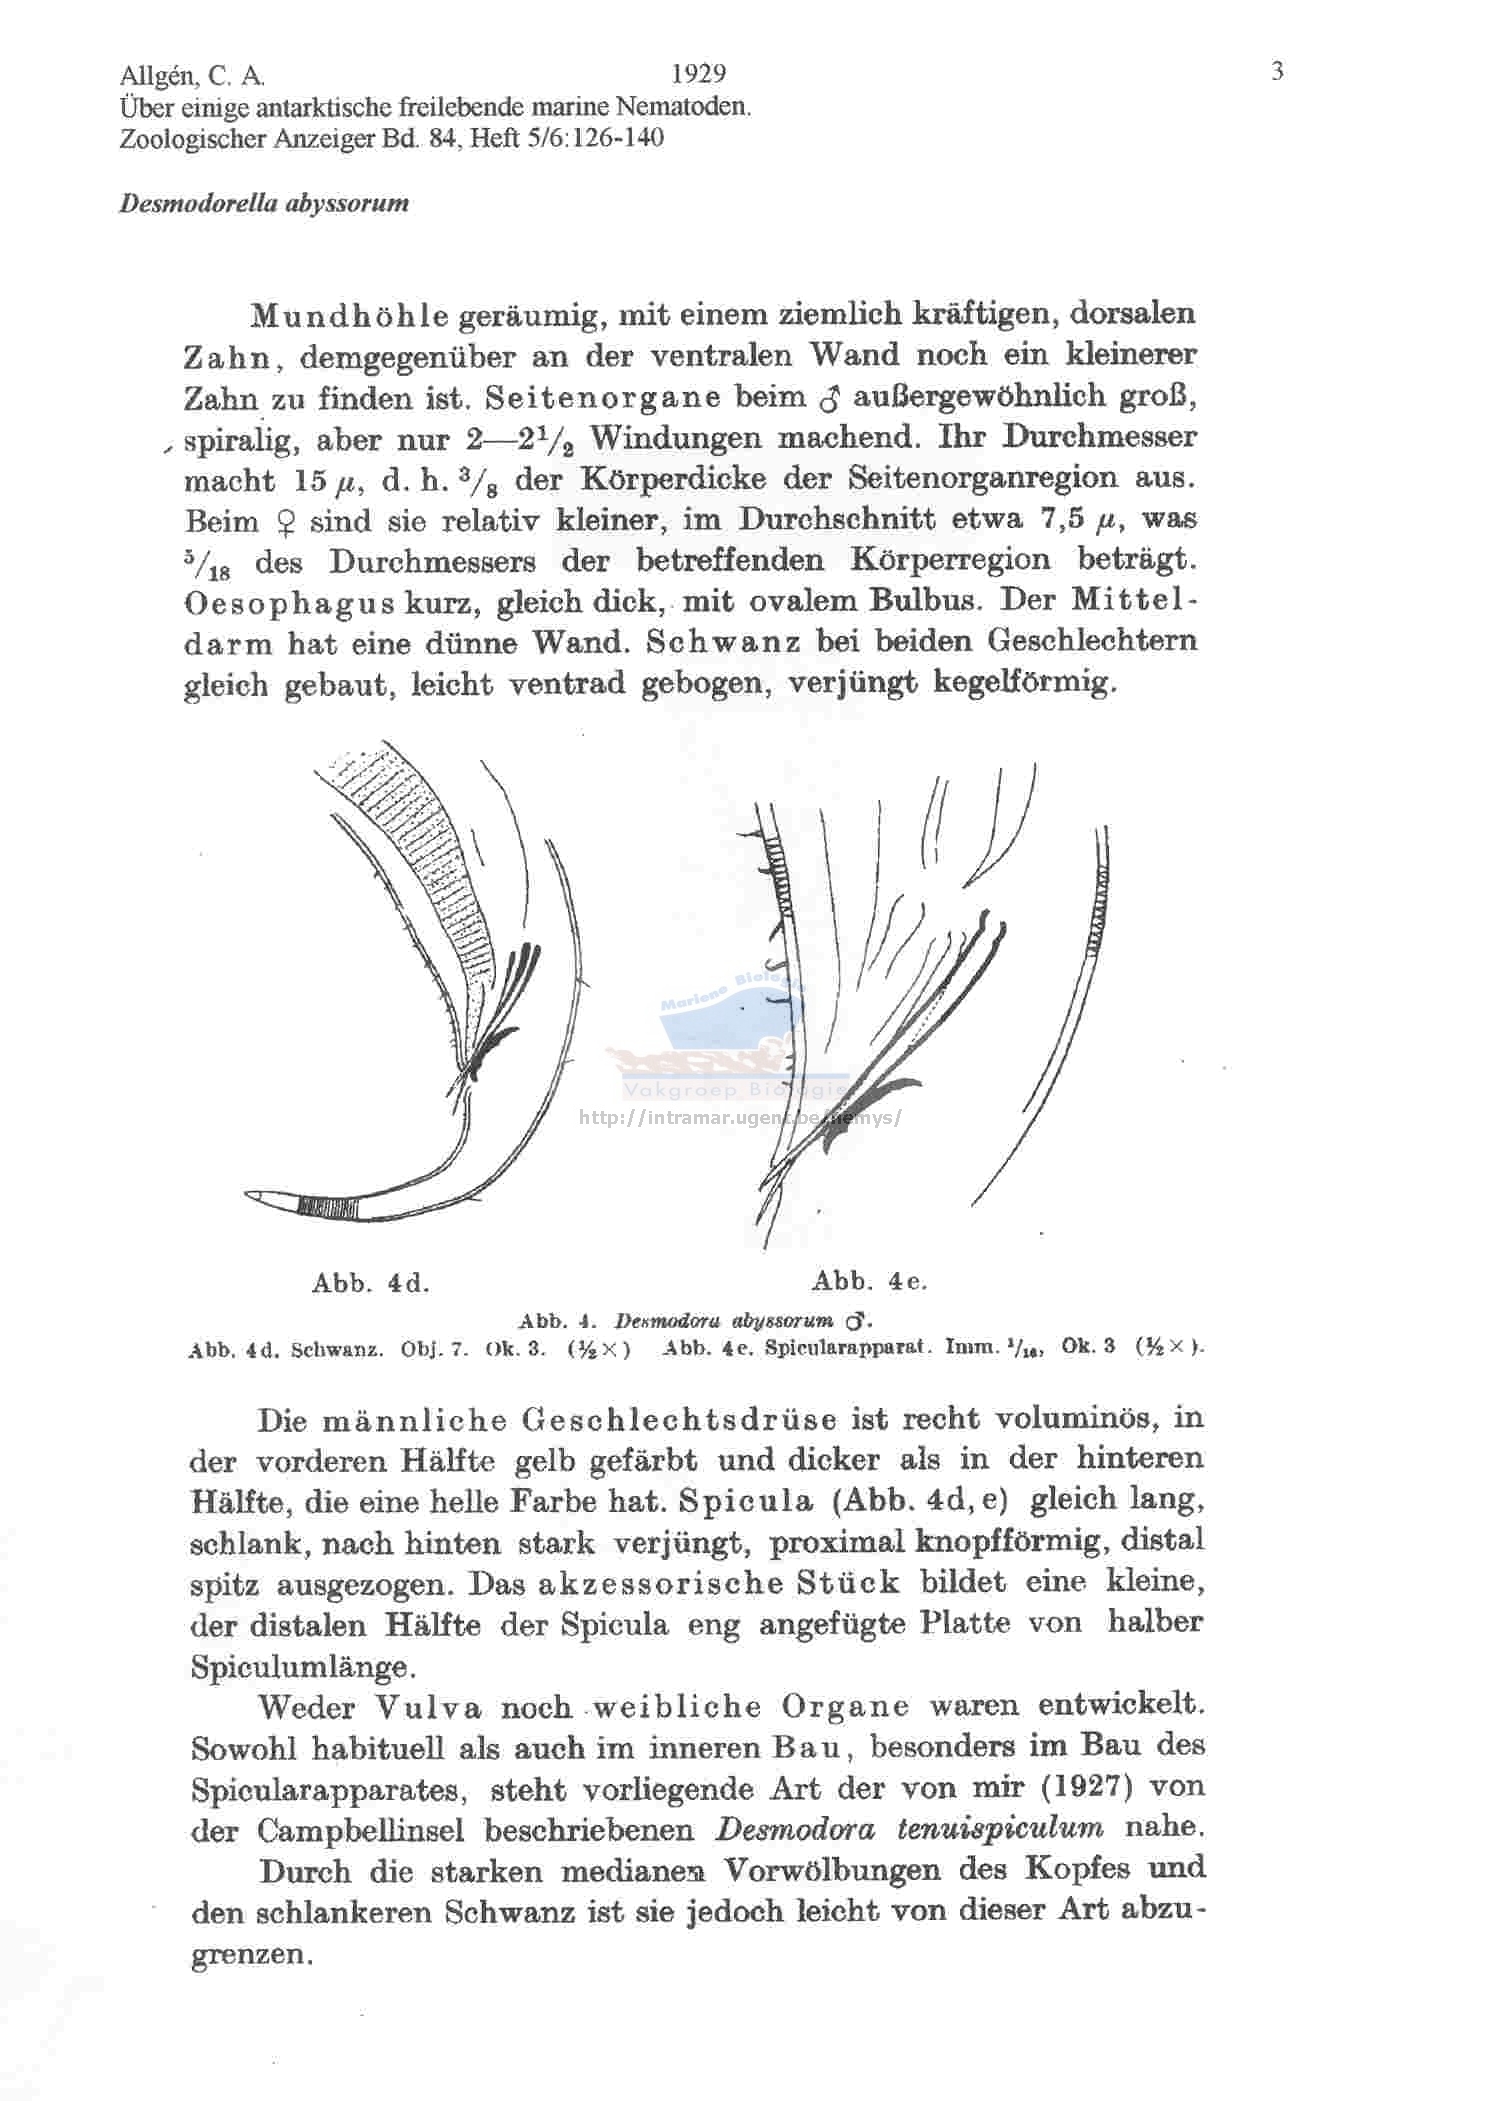 Allgén, C. A. 1929 3
Über einige antarktische freilebende marine Nematoden.
Zoologischer Anzeiger Bd. 84, Heft 5/6:126-140
Desmodorella abyssorum
Mundhöhle geräumig, mit einem ziemlich kräftigen, dorsalen
Zahn, demgegenüber an der ventralen Wand noch ein kleinerer
Zahn zu finden ist. Seitenorgane beim ♂ außergewöhnlich groß,
spiralig, aber nur 2—2½ Windungen machend. Ihr Durchmesser
macht 15 µ, d. h. ³/₈ der Körperdicke der Seitenorganregion aus.
Beim ♀ sind sie relativ kleiner, im Durchschnitt etwa 7,5 µ, was
⁵/₁₈ des Durchmessers der betreffenden Körperregion beträgt.
Oesophagus kurz, gleich dick, mit ovalem Bulbus. Der Mittel-
darm hat eine dünne Wand. Schwanz bei beiden Geschlechtern
gleich gebaut, leicht ventrad gebogen, verjüngt kegelförmig.
Mariene Biologie
Vakgroep Biologie
http://intramar.ugent.be/nemys/
Abb. 4d. Abb. 4e.
Abb. 4. Desmodora abyssorum ♂.
Abb. 4d. Schwanz. Obj. 7. Ok. 3. (½ ×) Abb. 4e. Spicularapparat. Imm. Ok. 3 (½ ×).
Die männliche Geschlechtsdrüse ist recht voluminös, in
der vorderen Hälfte gelb gefärbt und dicker als in der hinteren
Hälfte, die eine helle Farbe hat. Spicula (Abb. 4d, e) gleich lang,
schlank, nach hinten stark verjüngt, proximal knopfförmig, distal
spitz ausgezogen. Das akzessorische Stück bildet eine kleine,
der distalen Hälfte der Spicula eng angefügte Platte von halber
Spiculumlänge.
Weder Vulva noch weibliche Organe waren entwickelt.
Sowohl habituell als auch im inneren Bau, besonders im Bau des
Spicularapparates, steht vorliegende Art der von mir (1927) von
der Campbellinsel beschriebenen Desmodora tenuispiculum nahe.
Durch die starken medianen Vorwölbungen des Kopfes und
den schlankeren Schwanz ist sie jedoch leicht von dieser Art abzu-
grenzen.